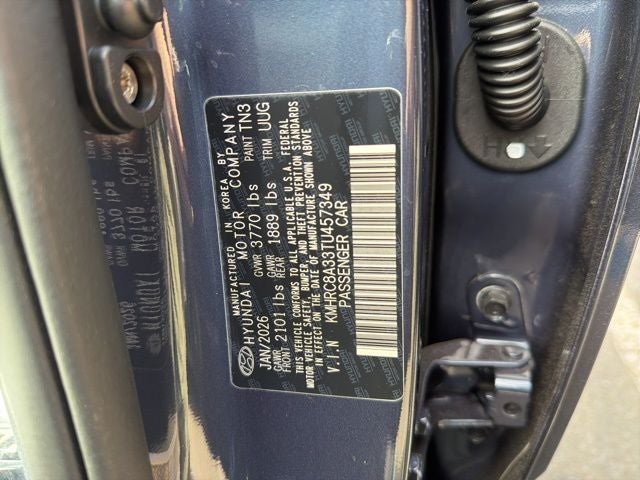 MANUFACTURED IN KOREA BY
HYUNDAI MOTOR COMPANY
JAN/2026 GVWR 3770 lbs PAINT TN3
GAWR FRONT 2101 lbs GAWR REAR 1889 lbs TRIM UUG
THIS VEHICLE CONFORMS TO ALL APPLICABLE U.S.A. FEDERAL
MOTOR VEHICLE SAFETY, BUMPER, AND THEFT PREVENTION STANDARDS
IN EFFECT ON THE DATE OF MANUFACTURE SHOWN ABOVE
V.I.N KMHRC8A33TU457349
PASSENGER CAR